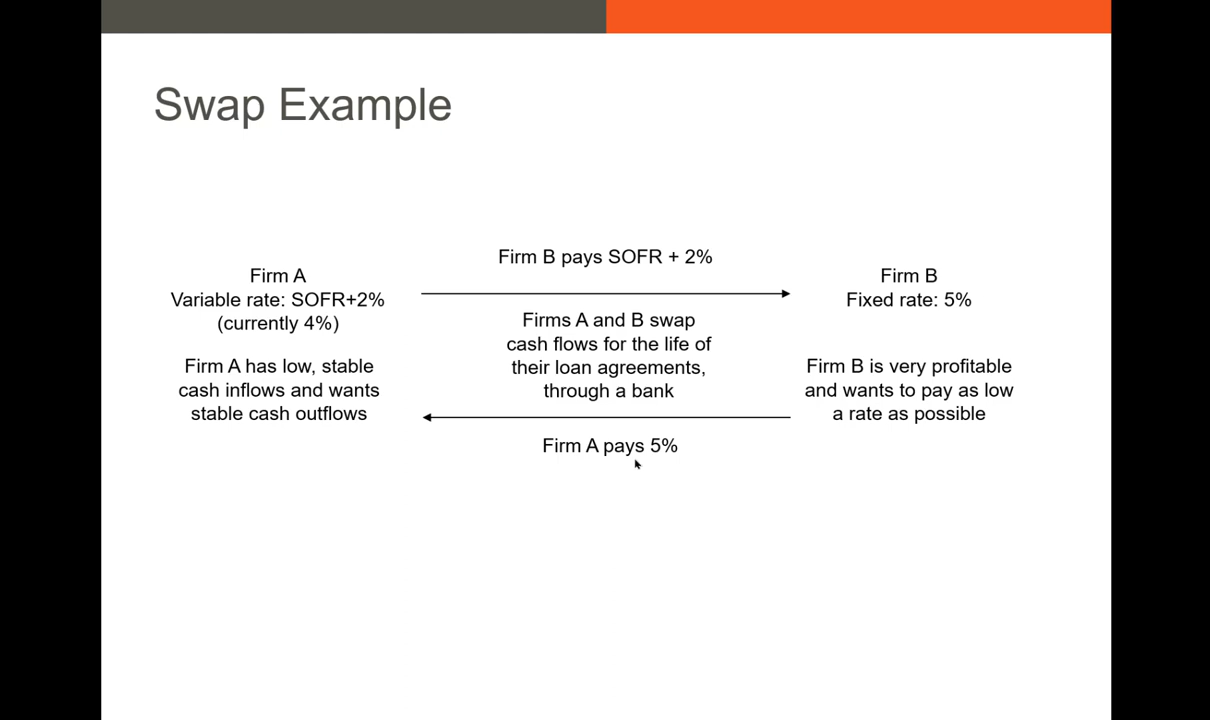 Swap Example
Firm A
Variable rate: SOFR+2%
(currently 4%)
Firm A has low, stable
cash inflows and wants
stable cash outflows
Firm B pays SOFR + 2%
Firms A and B swap
cash flows for the life of
their loan agreements,
through a bank
Firm A pays 5%
Firm B
Fixed rate: 5%
Firm B is very profitable
and wants to pay as low
a rate as possible